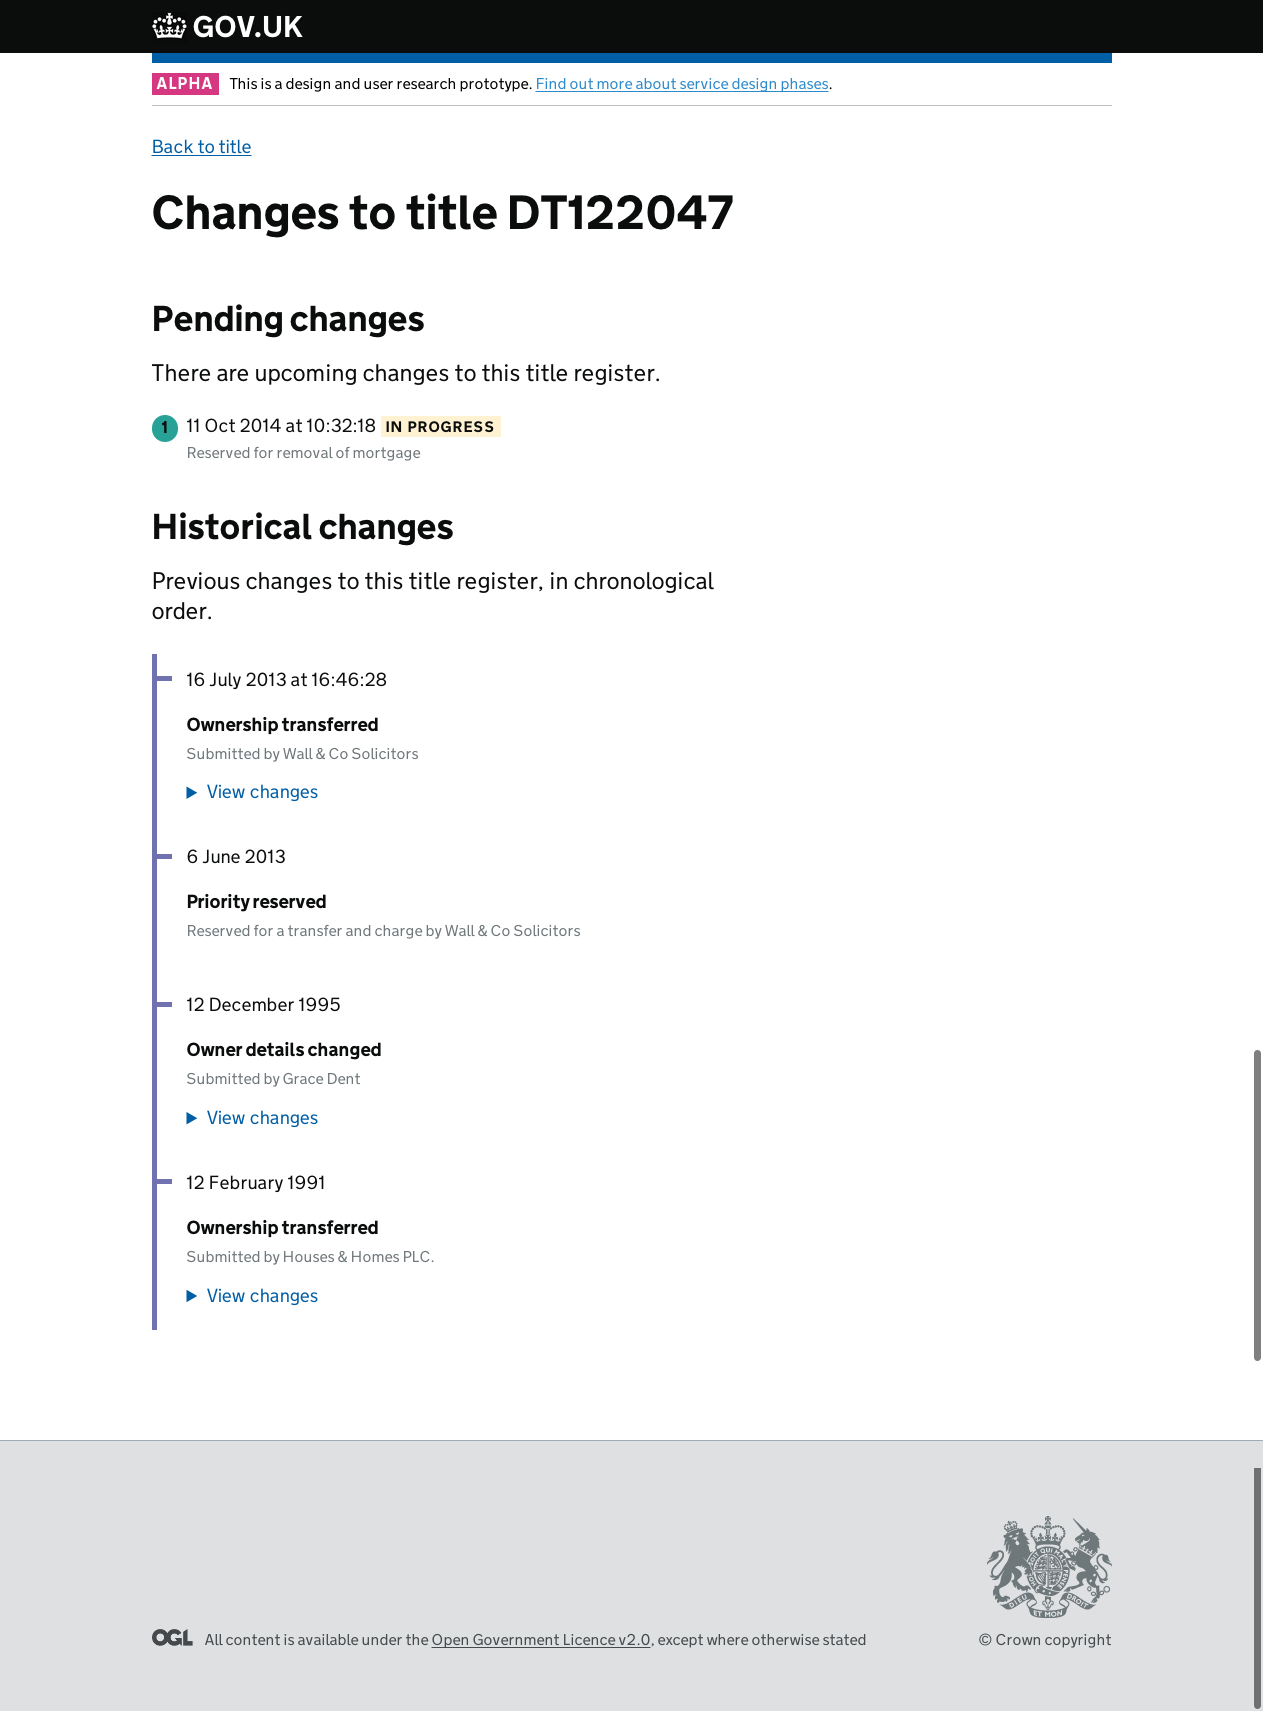 GOV.UK
ALPHA This is a design and user research prototype. Find out more about service design phases.
Back to title
Changes to title DT122047
Pending changes
There are upcoming changes to this title register.
1 11 Oct 2014 at 10:32:18 IN PROGRESS
Reserved for removal of mortgage
Historical changes
Previous changes to this title register, in chronological
order.
16 July 2013 at 16:46:28
Ownership transferred
Submitted by Wall & Co Solicitors
View changes
6 June 2013
Priority reserved
Reserved for a transfer and charge by Wall & Co Solicitors
12 December 1995
Owner details changed
Submitted by Grace Dent
View changes
12 February 1991
Ownership transferred
Submitted by Houses & Homes PLC.
View changes
DIEU ET MON DROIT
OGL All content is available under the Open Government Licence v2.0, except where otherwise stated
© Crown copyright